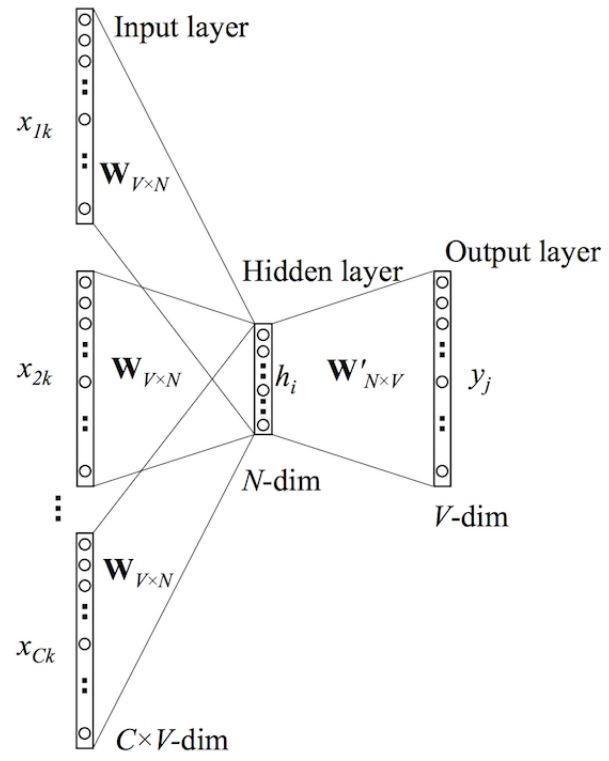 Input layer
x1k
WV×N
Hidden layer
Output layer
x2k
WV×N
hi
W'N×V
yj
N-dim
V-dim
WV×N
xCk
C×V-dim